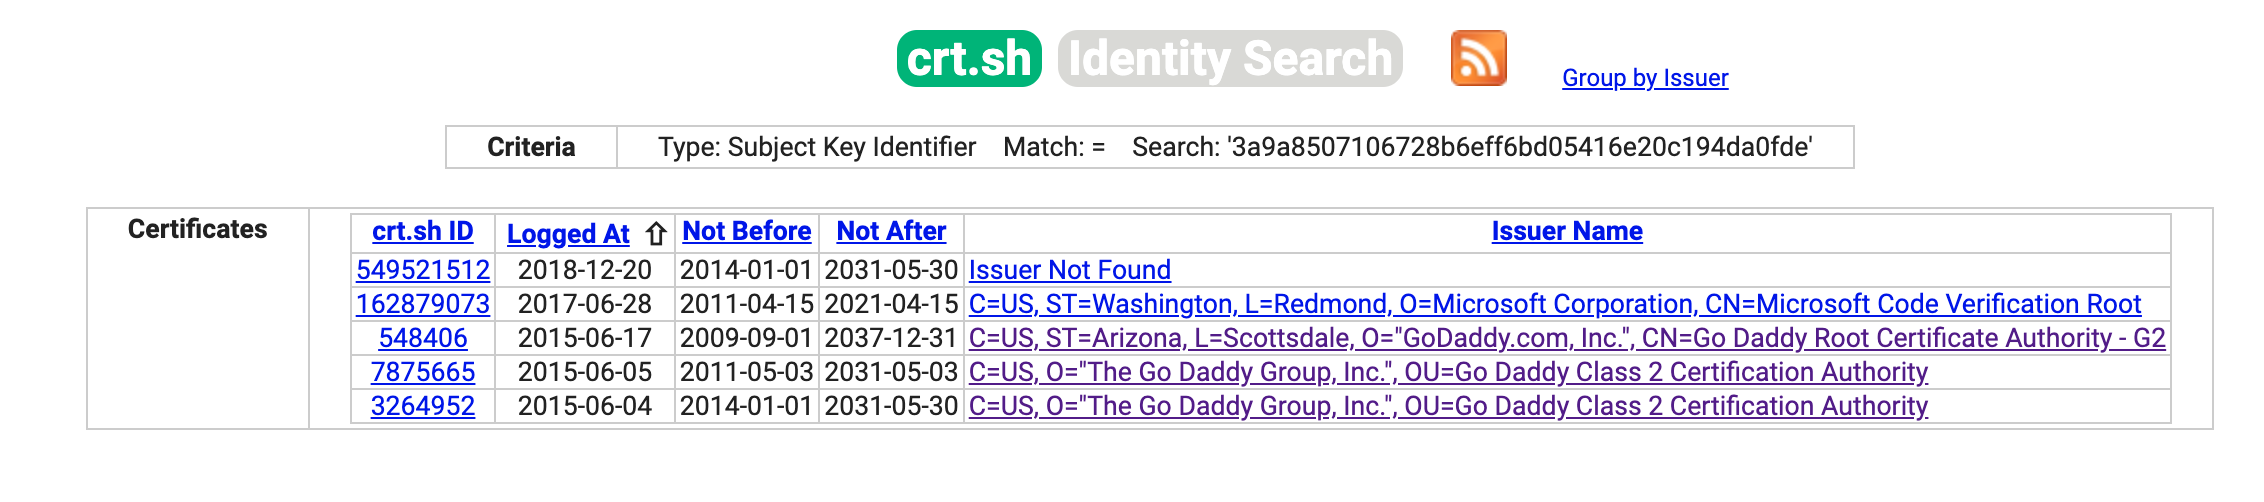 crt.sh Identity Search Group by Issuer
Criteria Type: Subject Key Identifier Match: = Search: '3a9a8507106728b6eff6bd05416e20c194da0fde'
Certificates crt.sh ID Logged At ⇧ Not Before Not After Issuer Name
549521512 2018-12-20 2014-01-01 2031-05-30 Issuer Not Found
162879073 2017-06-28 2011-04-15 2021-04-15 C=US, ST=Washington, L=Redmond, O=Microsoft Corporation, CN=Microsoft Code Verification Root
548406 2015-06-17 2009-09-01 2037-12-31 C=US, ST=Arizona, L=Scottsdale, O="GoDaddy.com, Inc.", CN=Go Daddy Root Certificate Authority - G2
7875665 2015-06-05 2011-05-03 2031-05-03 C=US, O="The Go Daddy Group, Inc.", OU=Go Daddy Class 2 Certification Authority
3264952 2015-06-04 2014-01-01 2031-05-30 C=US, O="The Go Daddy Group, Inc.", OU=Go Daddy Class 2 Certification Authority